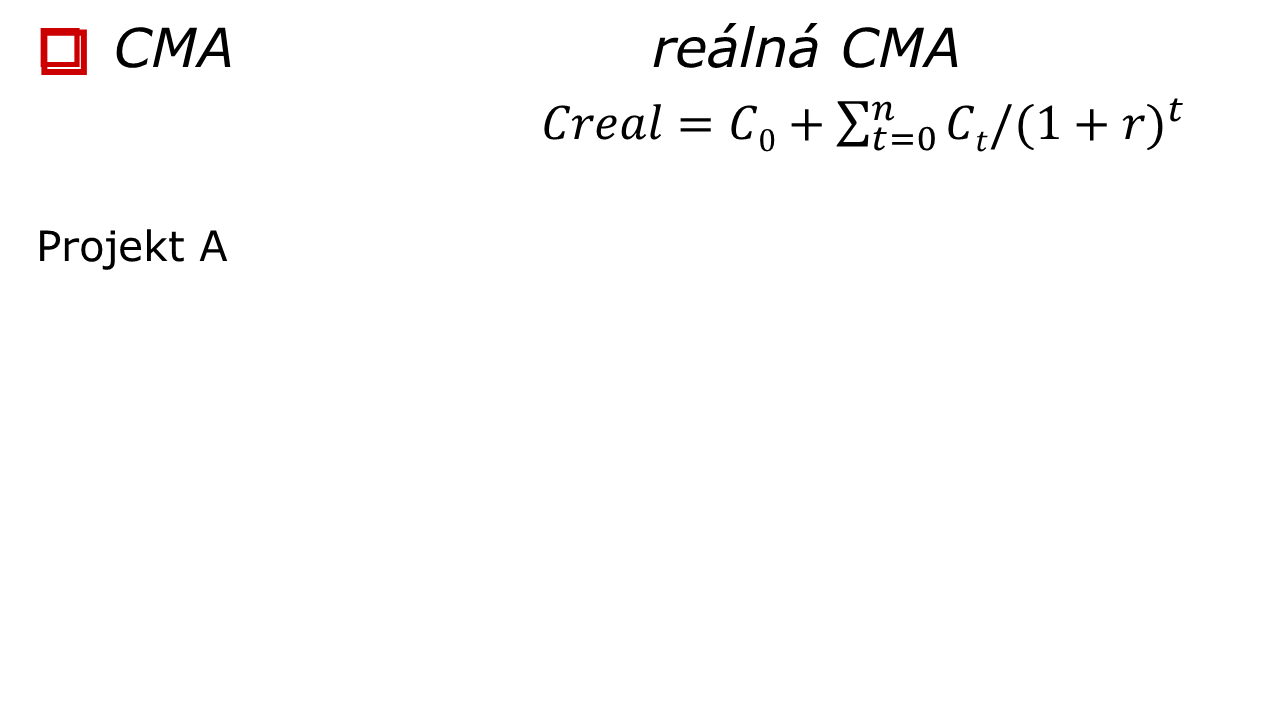 CMA reálná CMA
Creal = C₀ + ∑ⁿₜ₌₀ Cₜ/(1 + r)ᵗ
Projekt A